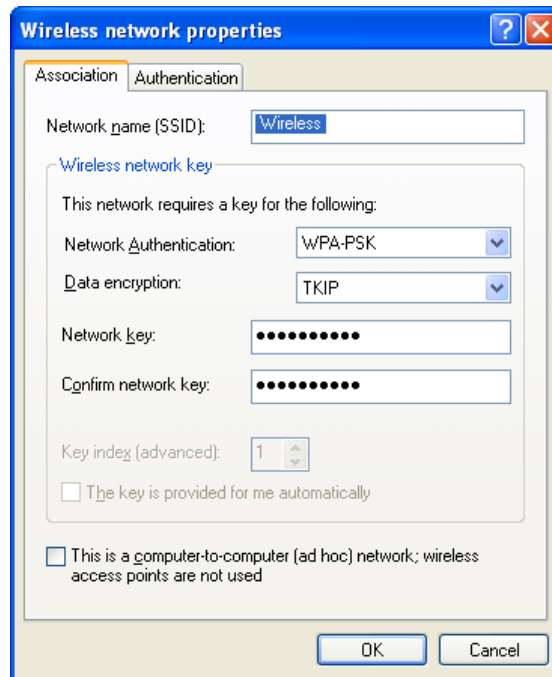 Wireless network properties
Association Authentication
Network name (SSID): Wireless
Wireless network key
This network requires a key for the following:
Network Authentication: WPA-PSK
Data encryption: TKIP
Network key: ●●●●●●●●●●
Confirm network key: ●●●●●●●●●●
Key index (advanced): 1
The key is provided for me automatically
This is a computer-to-computer (ad hoc) network; wireless
access points are not used
OK Cancel